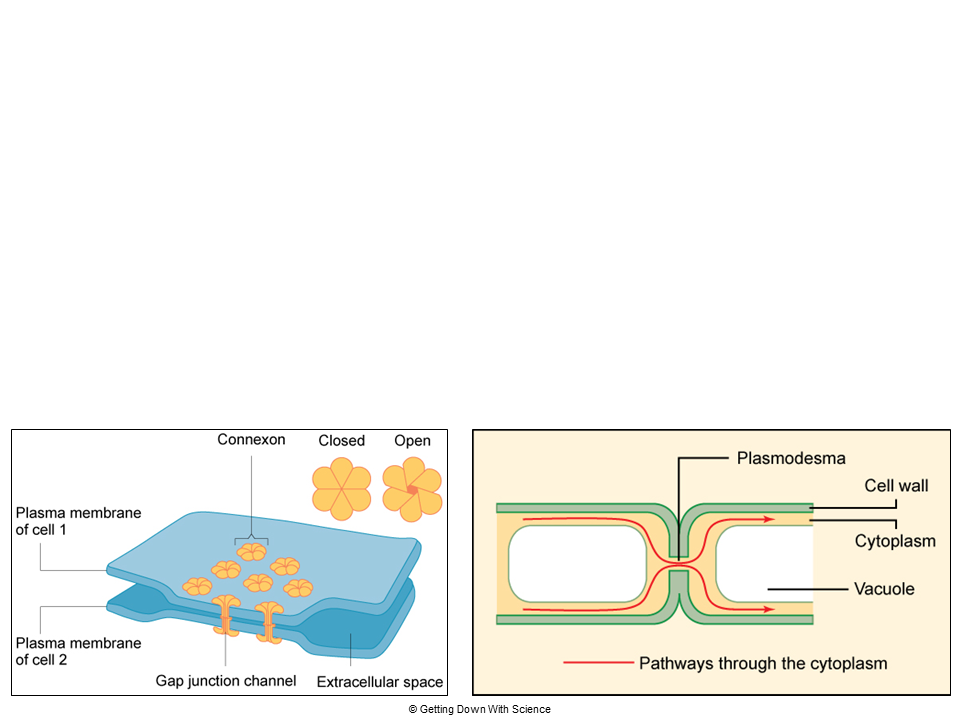 Connexon
Closed
Open
Plasma membrane
of cell 1
Plasma membrane
of cell 2
Gap junction channel
Extracellular space
Plasmodesma
Cell wall
Cytoplasm
Vacuole
Pathways through the cytoplasm
© Getting Down With Science